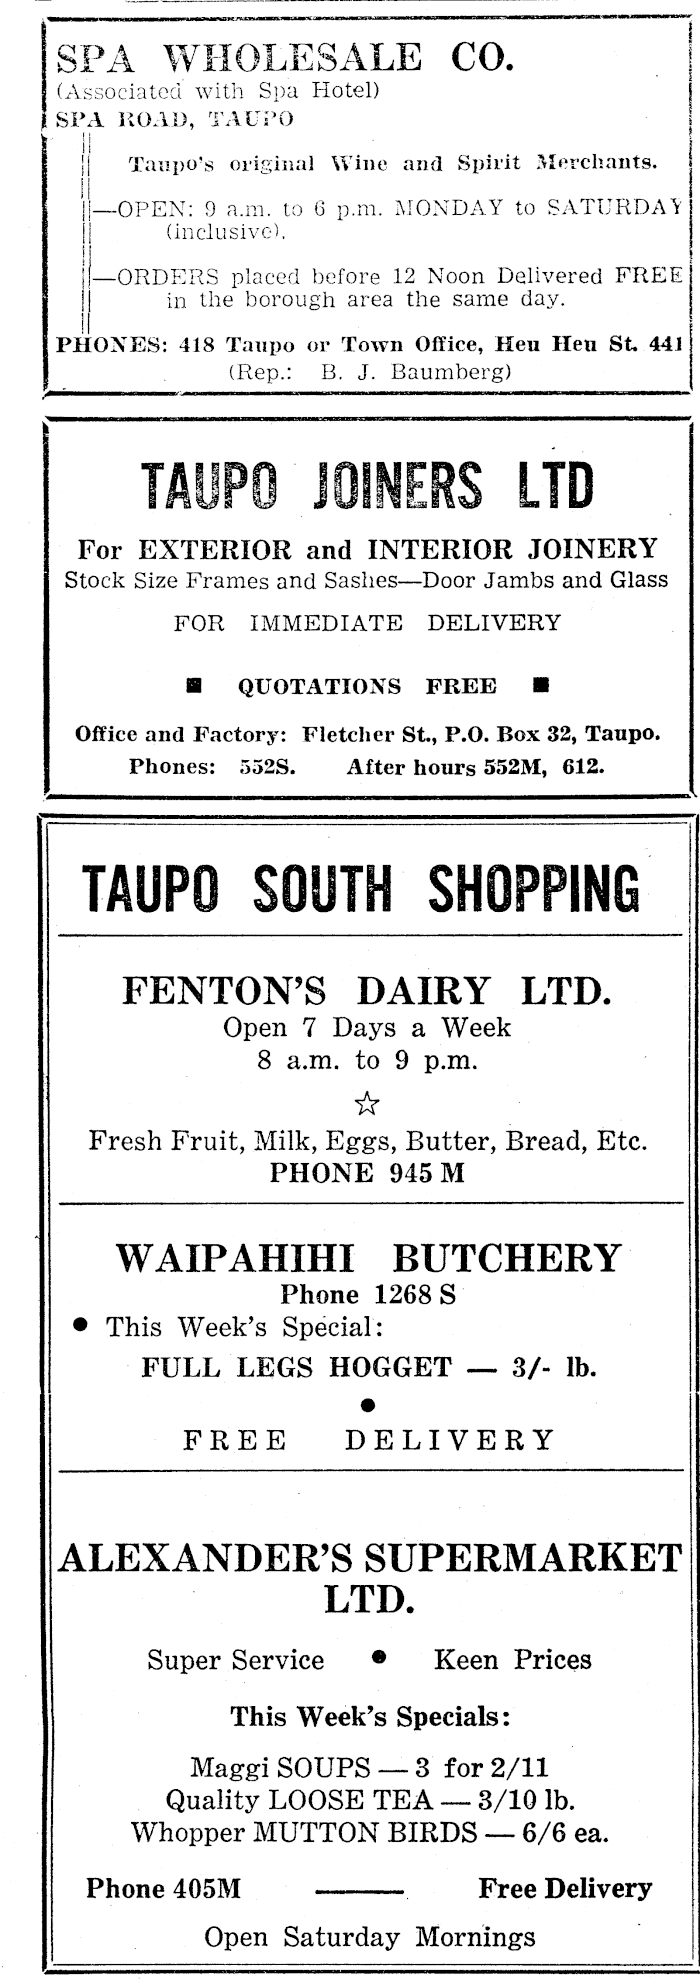 SPA WHOLESALE CO.
(Associated with Spa Hotel)
SPA ROAD, TAUPO
Taupo's original Wine and Spirit Merchants.
—OPEN: 9 a.m. to 6 p.m. MONDAY to SATURDAY
(inclusive).
—ORDERS placed before 12 Noon Delivered FREE
in the borough area the same day.
PHONES: 418 Taupo or Town Office, Heu Heu St. 441
(Rep.: B. J. Baumberg)
TAUPO JOINERS LTD
For EXTERIOR and INTERIOR JOINERY
Stock Size Frames and Sashes—Door Jambs and Glass
FOR IMMEDIATE DELIVERY
■ QUOTATIONS FREE ■
Office and Factory: Fletcher St., P.O. Box 32, Taupo.
Phones: 552S. After hours 552M, 612.
TAUPO SOUTH SHOPPING
FENTON'S DAIRY LTD.
Open 7 Days a Week
8 a.m. to 9 p.m.
☆
Fresh Fruit, Milk, Eggs, Butter, Bread, Etc.
PHONE 945 M
WAIPAHIHI BUTCHERY
Phone 1268 S
● This Week's Special:
FULL LEGS HOGGET — 3/- lb.
●
FREE DELIVERY
ALEXANDER'S SUPERMARKET
LTD.
Super Service ● Keen Prices
This Week's Specials:
Maggi SOUPS — 3 for 2/11
Quality LOOSE TEA — 3/10 lb.
Whopper MUTTON BIRDS — 6/6 ea.
Phone 405M —— Free Delivery
Open Saturday Mornings